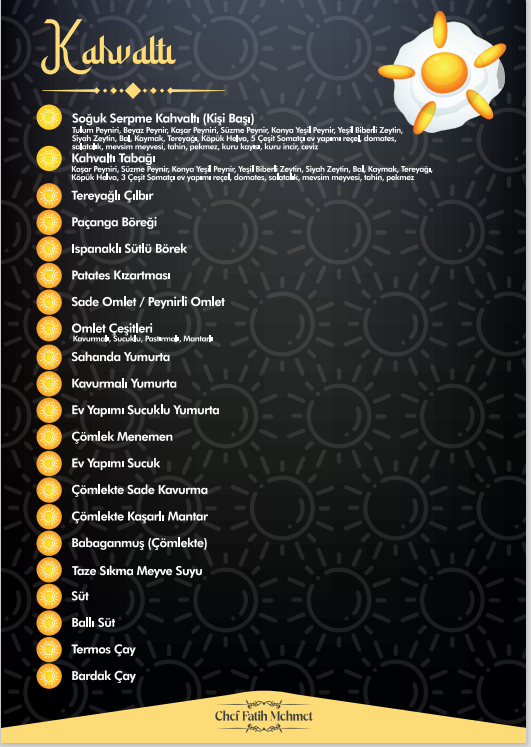 Kahvaltı
Soğuk Serpme Kahvaltı (Kişi Başı)
Tulum Peyniri, Beyaz Peynir, Kaşar Peyniri, Süzme Peynir, Konya Yeşil Peynir, Yeşil Biberli Zeytin,
Siyah Zeytin, Bal, Kaymak, Tereyağı, Köpük Helva, 5 Çeşit Somatçı ev yapımı reçel, domates,
salatalık, mevsim meyvesi, tahin, pekmez, kuru kayısı, kuru incir, ceviz
Kahvaltı Tabağı
Kaşar Peyniri, Süzme Peynir, Konya Yeşil Peynir, Yeşil Biberli Zeytin, Siyah Zeytin, Bal, Kaymak, Tereyağı,
Köpük Helva, 3 Çeşit Somatçı ev yapımı reçel, domates, salatalık, mevsim meyvesi, tahin, pekmez
Tereyağlı Çılbır
Paçanga Böreği
Ispanaklı Sütlü Börek
Patates Kızartması
Sade Omlet / Peynirli Omlet
Omlet Çeşitleri
Kavurmalı, Sucuklu, Pastırmalı, Mantarlı
Sahanda Yumurta
Kavurmalı Yumurta
Ev Yapımı Sucuklu Yumurta
Çömlek Menemen
Ev Yapımı Sucuk
Çömlekte Sade Kavurma
Çömlekte Kaşarlı Mantar
Babaganmuş (Çömlekte)
Taze Sıkma Meyve Suyu
Süt
Ballı Süt
Termos Çay
Bardak Çay
Chef Fatih Mehmet